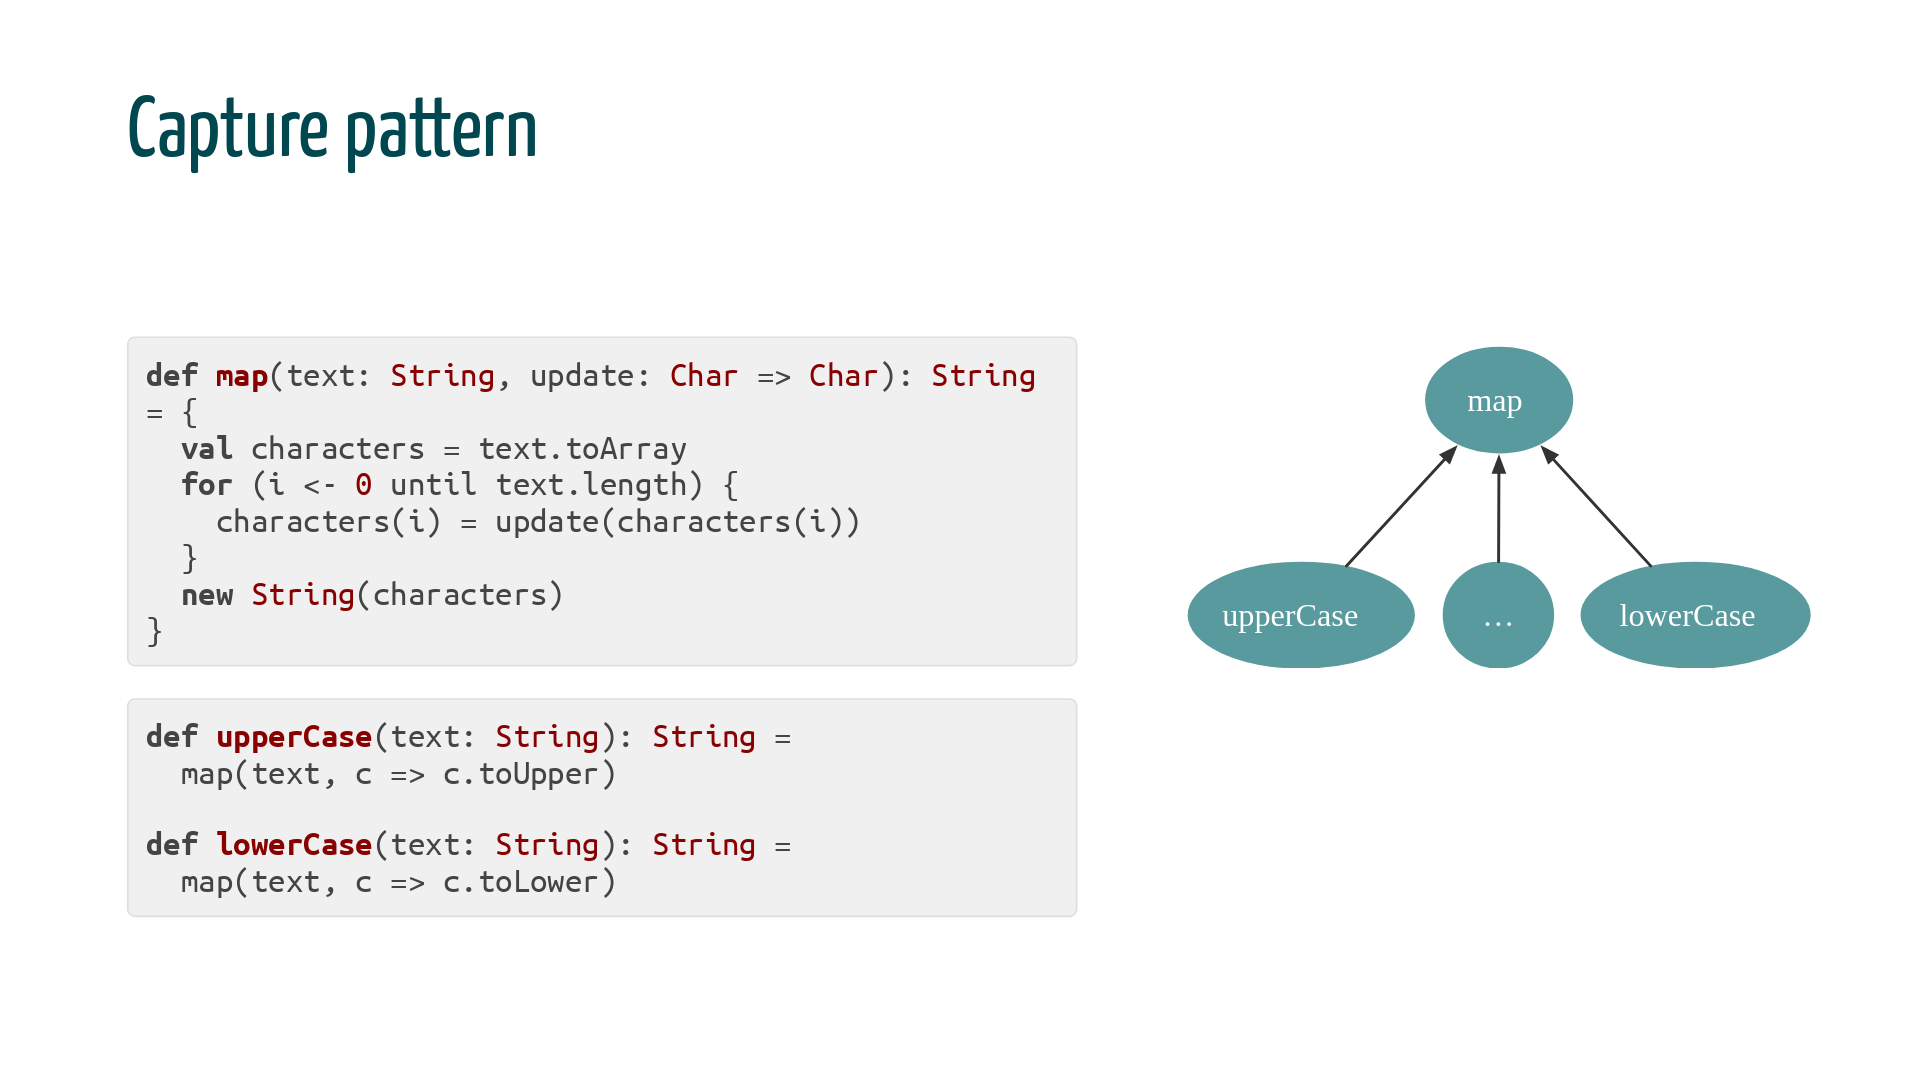 Capture pattern
def map(text: String, update: Char => Char): String
= {
  val characters = text.toArray
  for (i <- 0 until text.length) {
    characters(i) = update(characters(i))
  }
  new String(characters)
}
def upperCase(text: String): String =
  map(text, c => c.toUpper)
def lowerCase(text: String): String =
  map(text, c => c.toLower)
map
upperCase
…
lowerCase